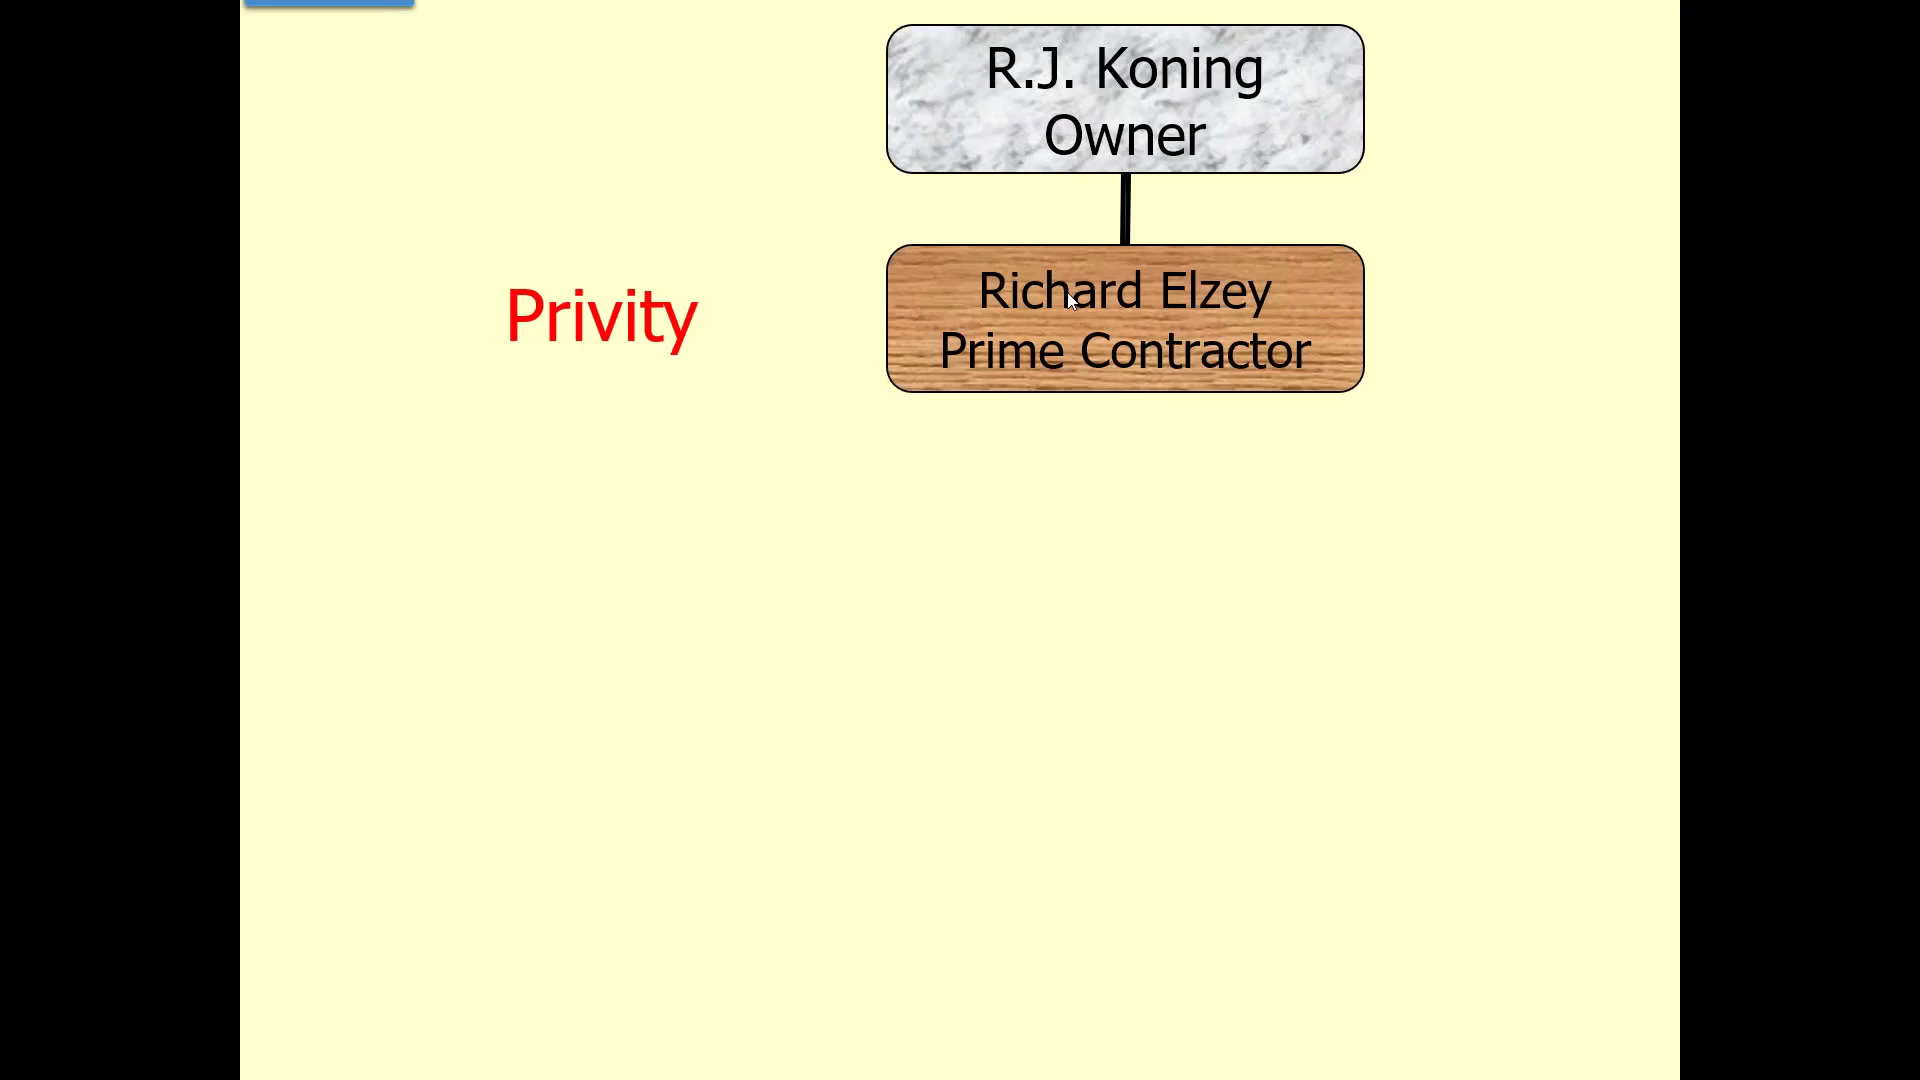 R.J. Koning
Owner
Privity
Richard Elzey
Prime Contractor